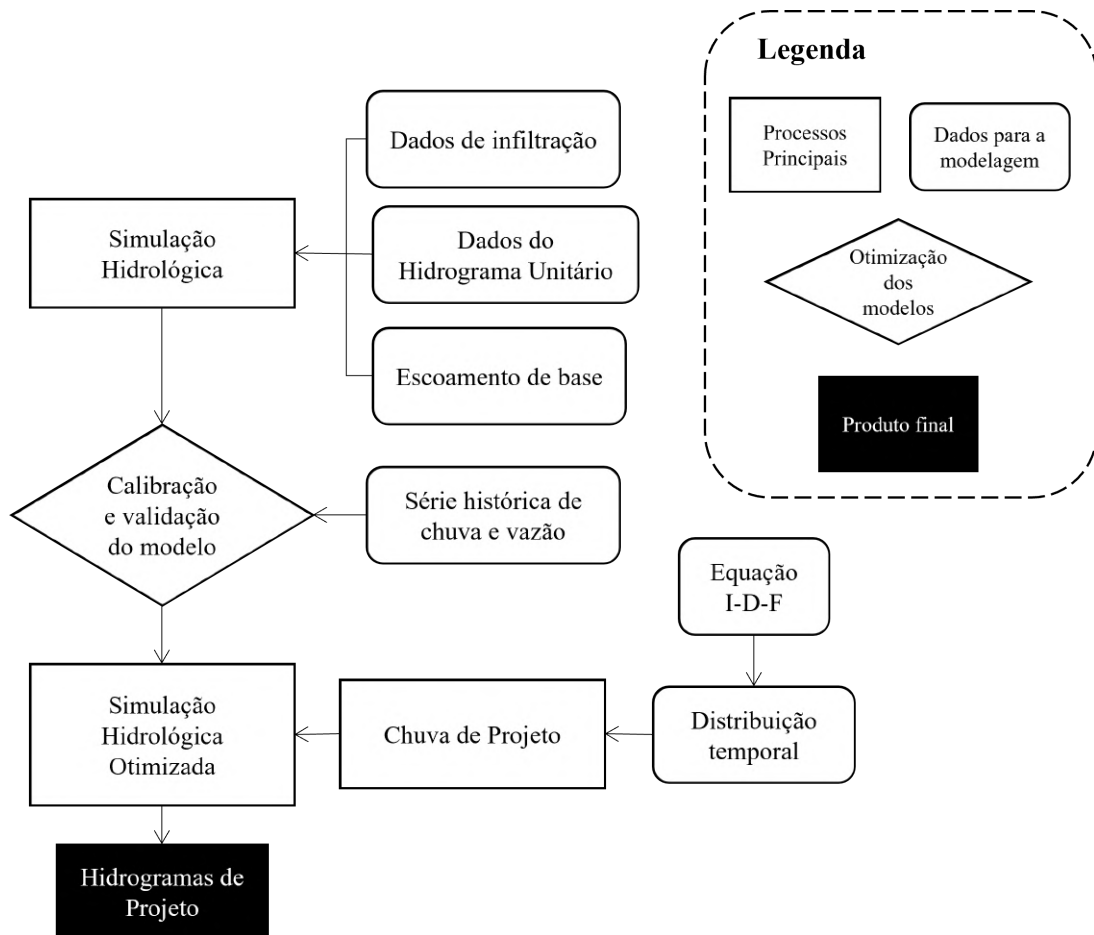 Legenda
Processos
Principais
Dados para a
modelagem
Otimização
dos
modelos
Produto final
Dados de infiltração
Simulação
Hidrológica
Dados do
Hidrograma Unitário
Escoamento de base
Calibração
e validação
do modelo
Série histórica de
chuva e vazão
Equação
I-D-F
Simulação
Hidrológica
Otimizada
Chuva de Projeto
Distribuição
temporal
Hidrogramas de
Projeto